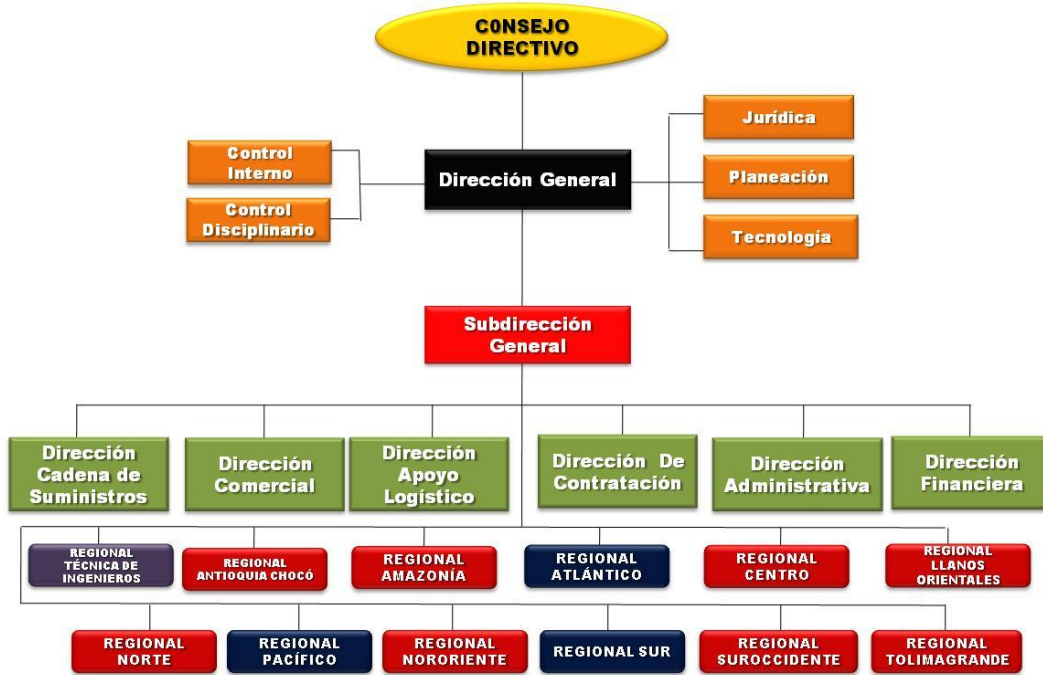 C0NSEJO
DIRECTIVO
Jurídica
Control
Interno
Dirección General
Planeación
Control
Disciplinario
Tecnología
Subdirección
General
Dirección
Cadena de
Suministros
Dirección
Comercial
Dirección
Apoyo
Logístico
Dirección De
Contratación
Dirección
Administrativa
Dirección
Financiera
REGIONAL
TÉCNICA DE
INGENIEROS
REGIONAL
ANTIOQUIA CHOCÓ
REGIONAL
AMAZONÍA
REGIONAL
ATLÁNTICO
REGIONAL
CENTRO
REGIONAL
LLANOS
ORIENTALES
REGIONAL
NORTE
REGIONAL
PACÍFICO
REGIONAL
NORORIENTE
REGIONAL SUR
REGIONAL
SUROCCIDENTE
REGIONAL
TOLIMAGRANDE